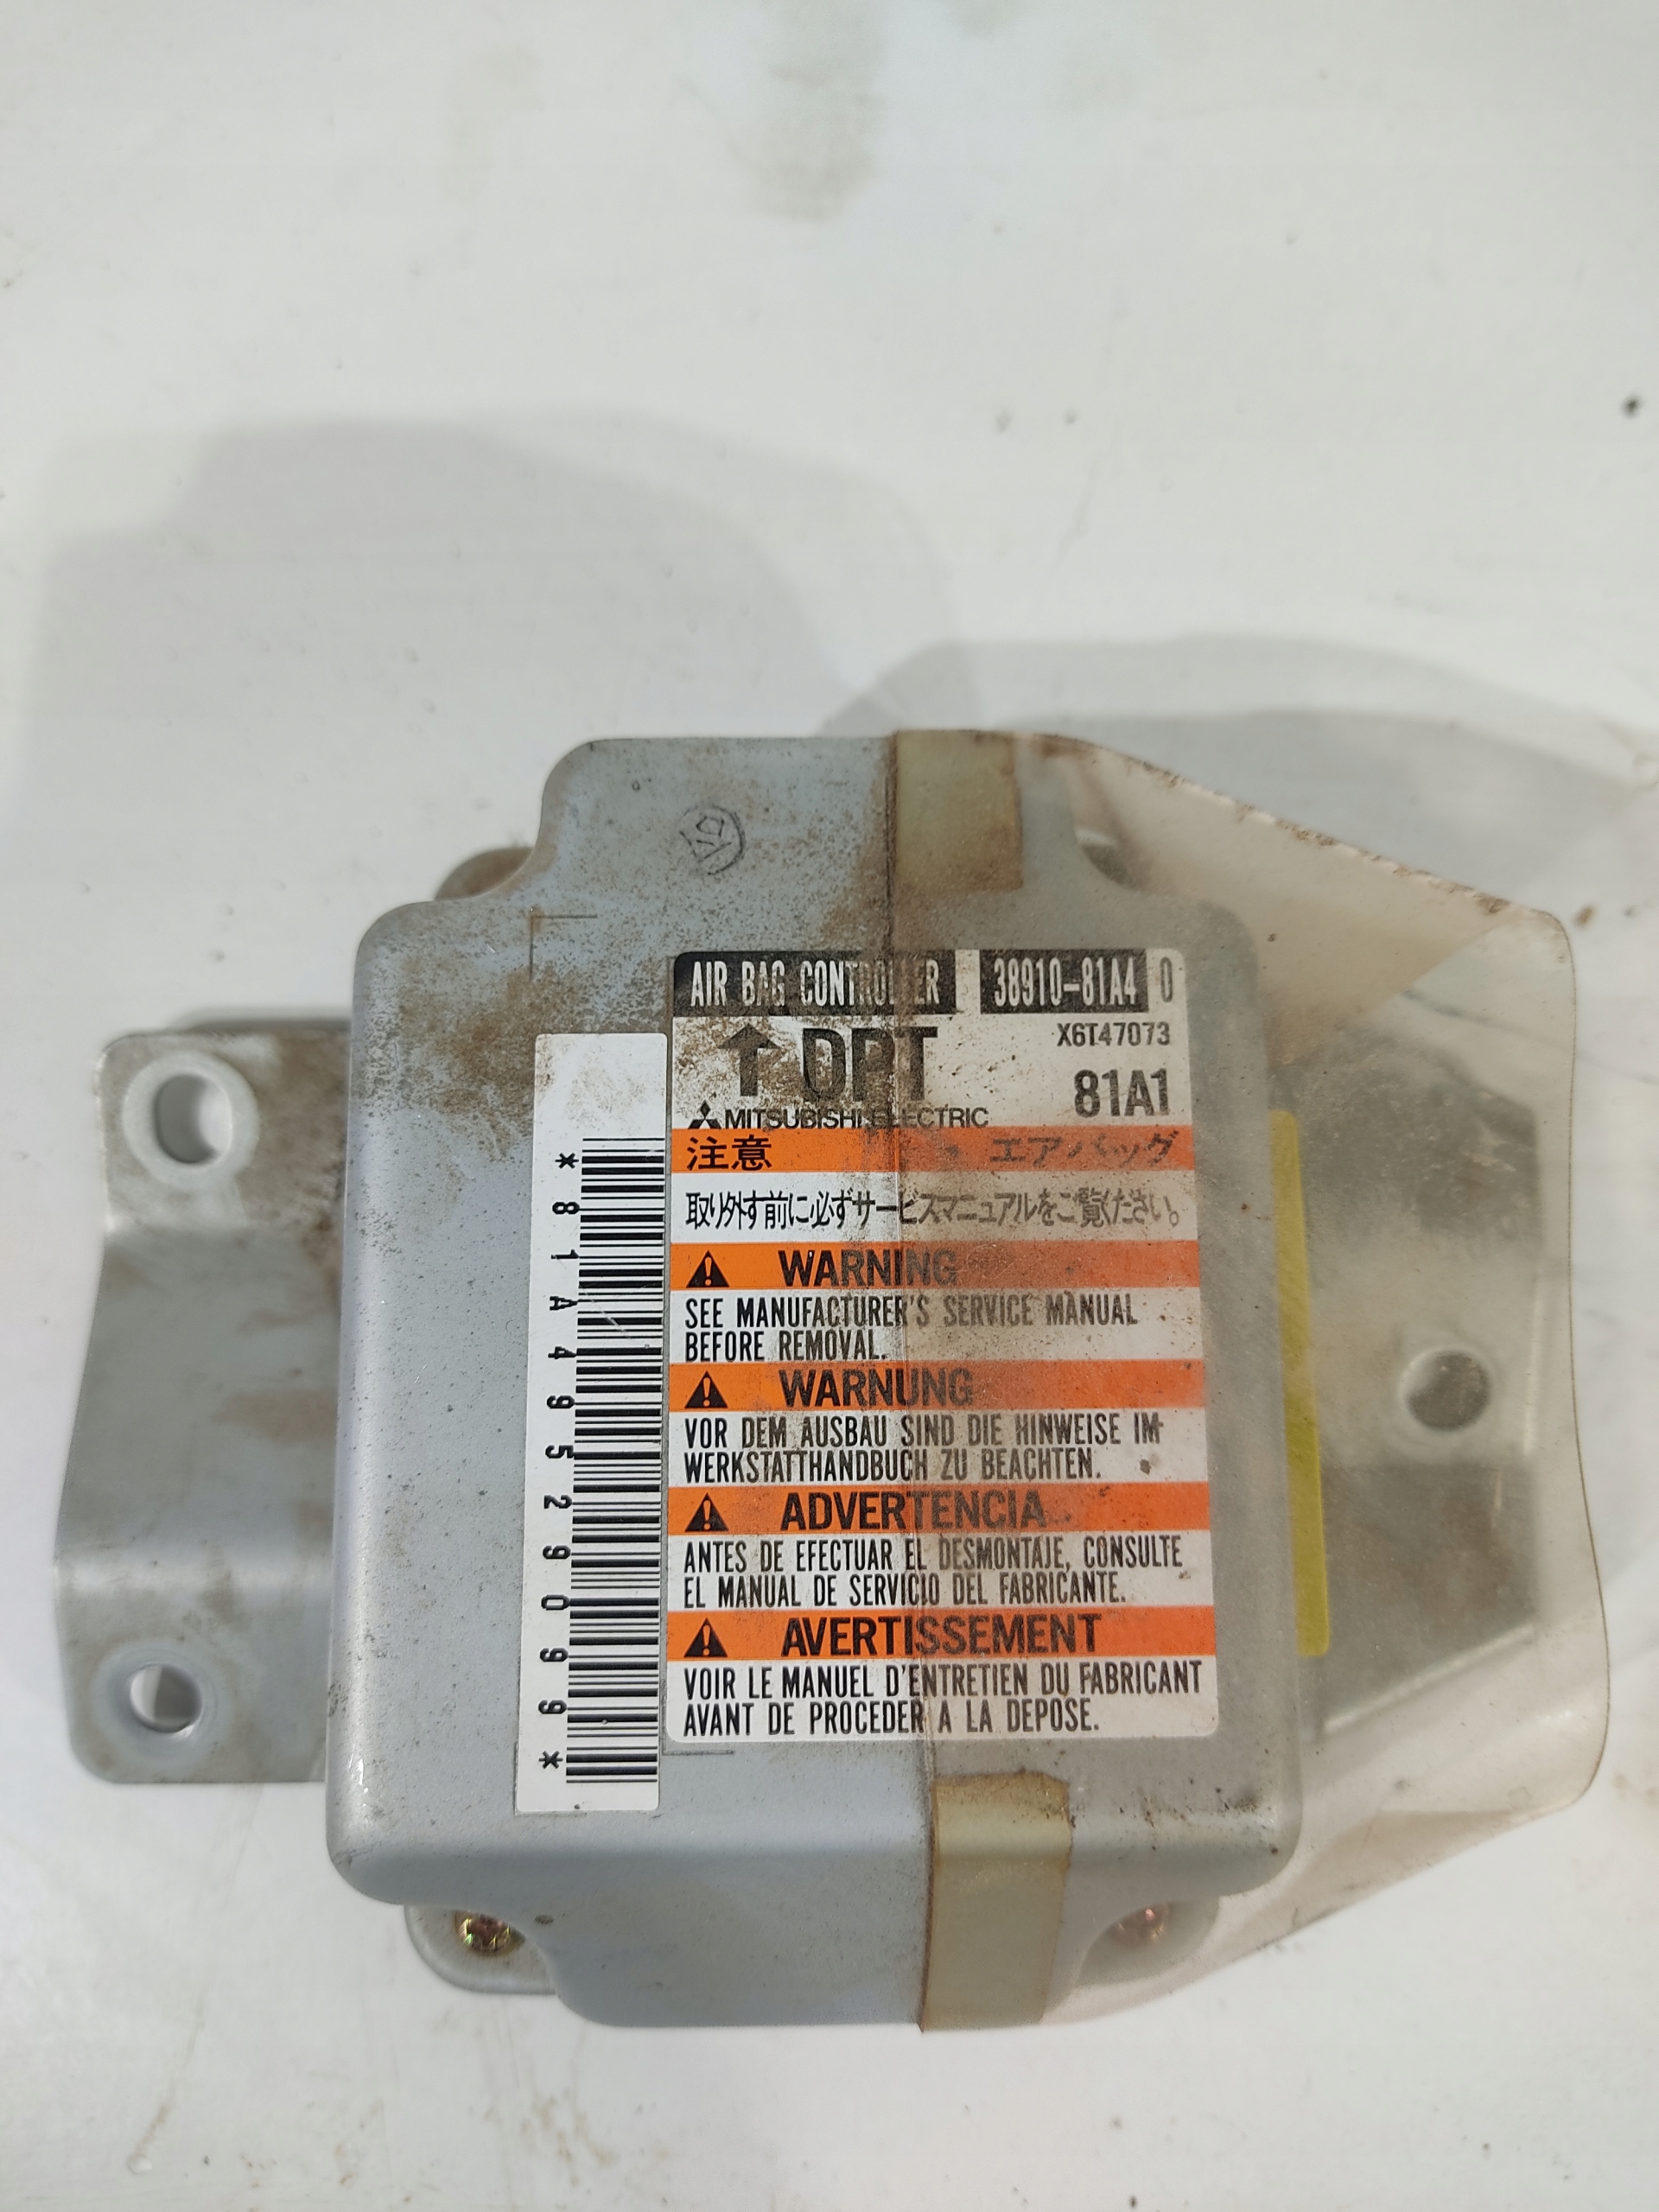 AIR BAG CONTROLLER 38910-81A4 0
↑ DPT X6T47073
81A1
MITSUBISHI ELECTRIC
注意 エアバッグ
取り外す前に必ずサービスマニュアルをご覧ください。
WARNING
SEE MANUFACTURER'S SERVICE MANUAL
BEFORE REMOVAL.
WARNUNG
VOR DEM AUSBAU SIND DIE HINWEISE IM
WERKSTATTHANDBUCH ZU BEACHTEN.
ADVERTENCIA
ANTES DE EFECTUAR EL DESMONTAJE, CONSULTE
EL MANUAL DE SERVICIO DEL FABRICANTE.
AVERTISSEMENT
VOIR LE MANUEL D'ENTRETIEN DU FABRICANT
AVANT DE PROCEDER A LA DEPOSE.
*81A49529099*